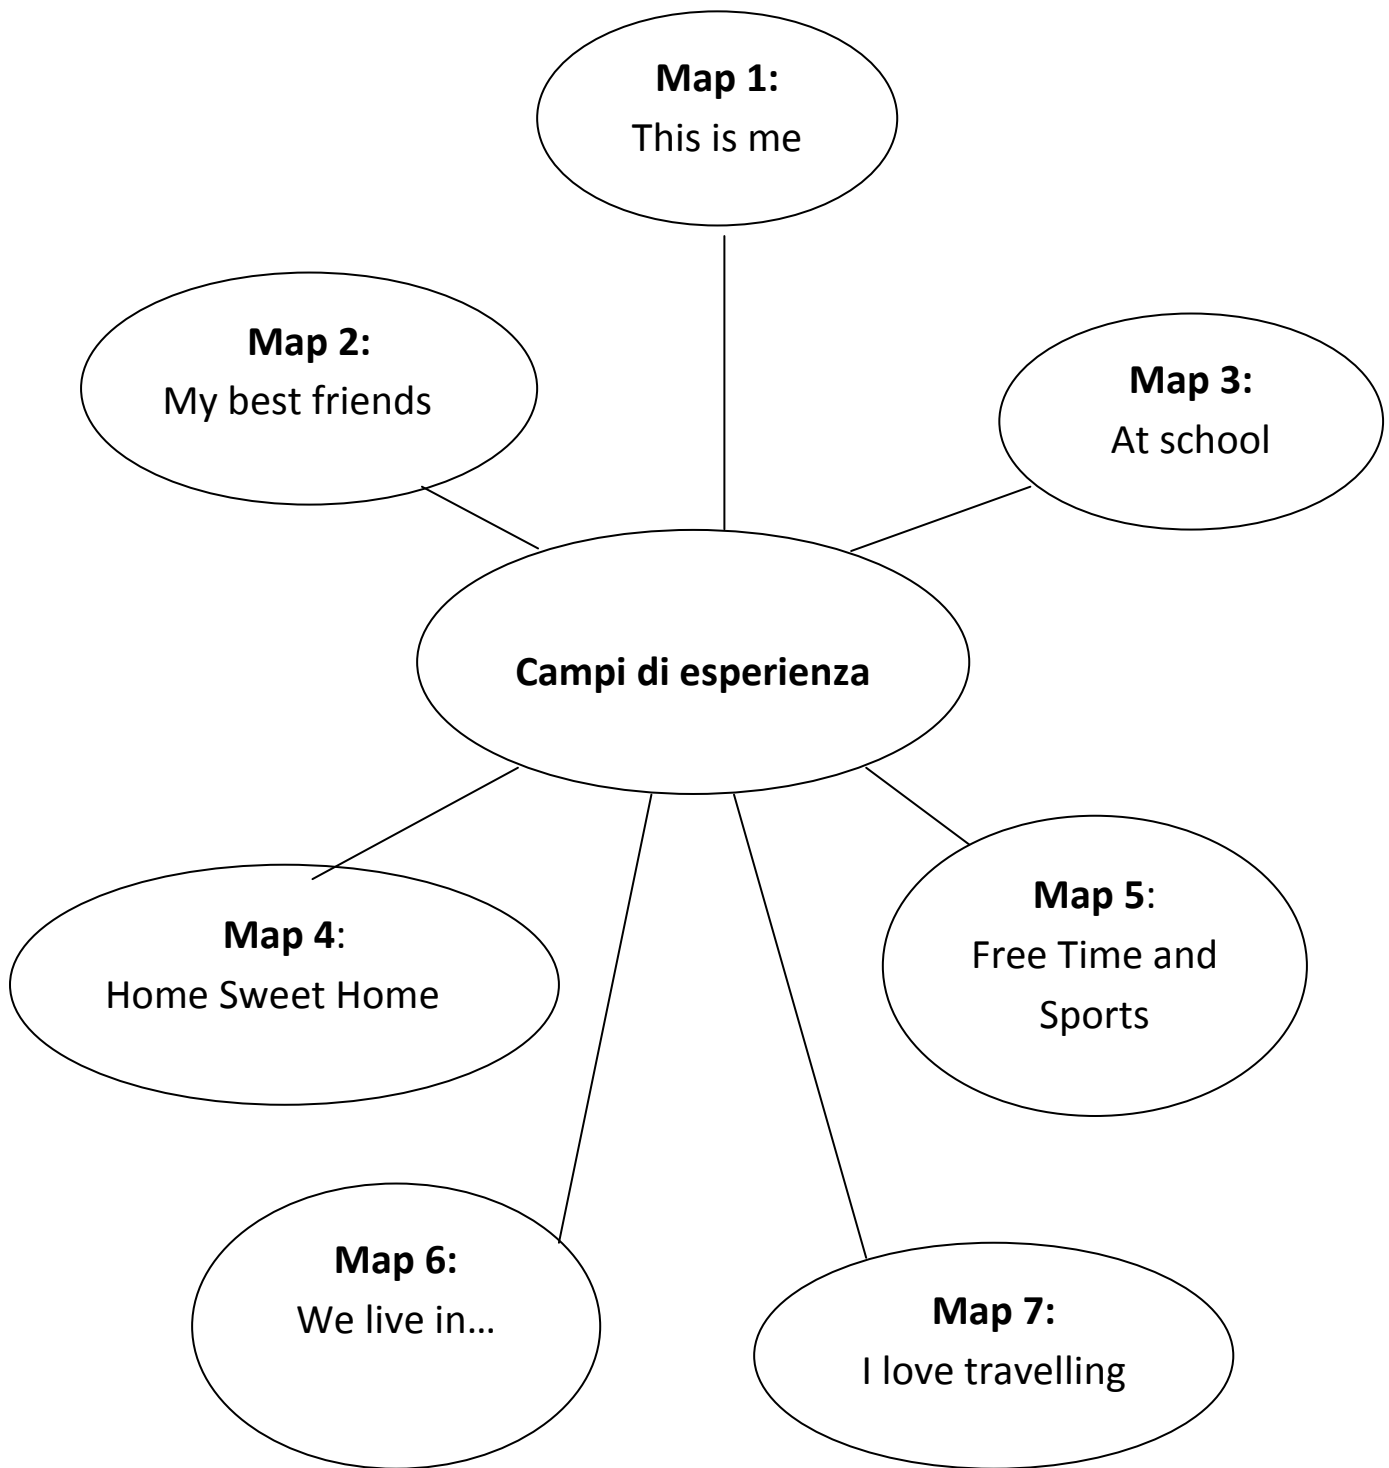 Map 1:
This is me
Map 2:
My best friends
Map 3:
At school
Campi di esperienza
Map 4:
Home Sweet Home
Map 5:
Free Time and
Sports
Map 6:
We live in…
Map 7:
I love travelling